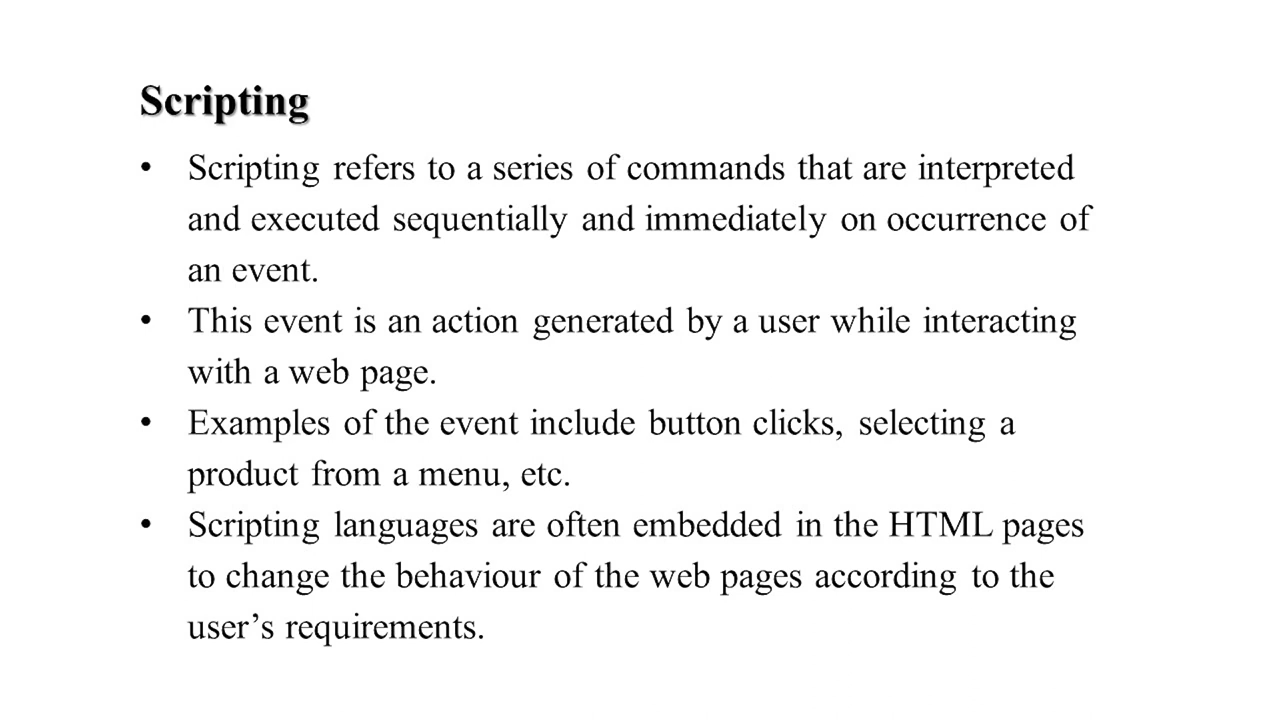 Scripting
• Scripting refers to a series of commands that are interpreted
and executed sequentially and immediately on occurrence of
an event.
• This event is an action generated by a user while interacting
with a web page.
• Examples of the event include button clicks, selecting a
product from a menu, etc.
• Scripting languages are often embedded in the HTML pages
to change the behaviour of the web pages according to the
user’s requirements.